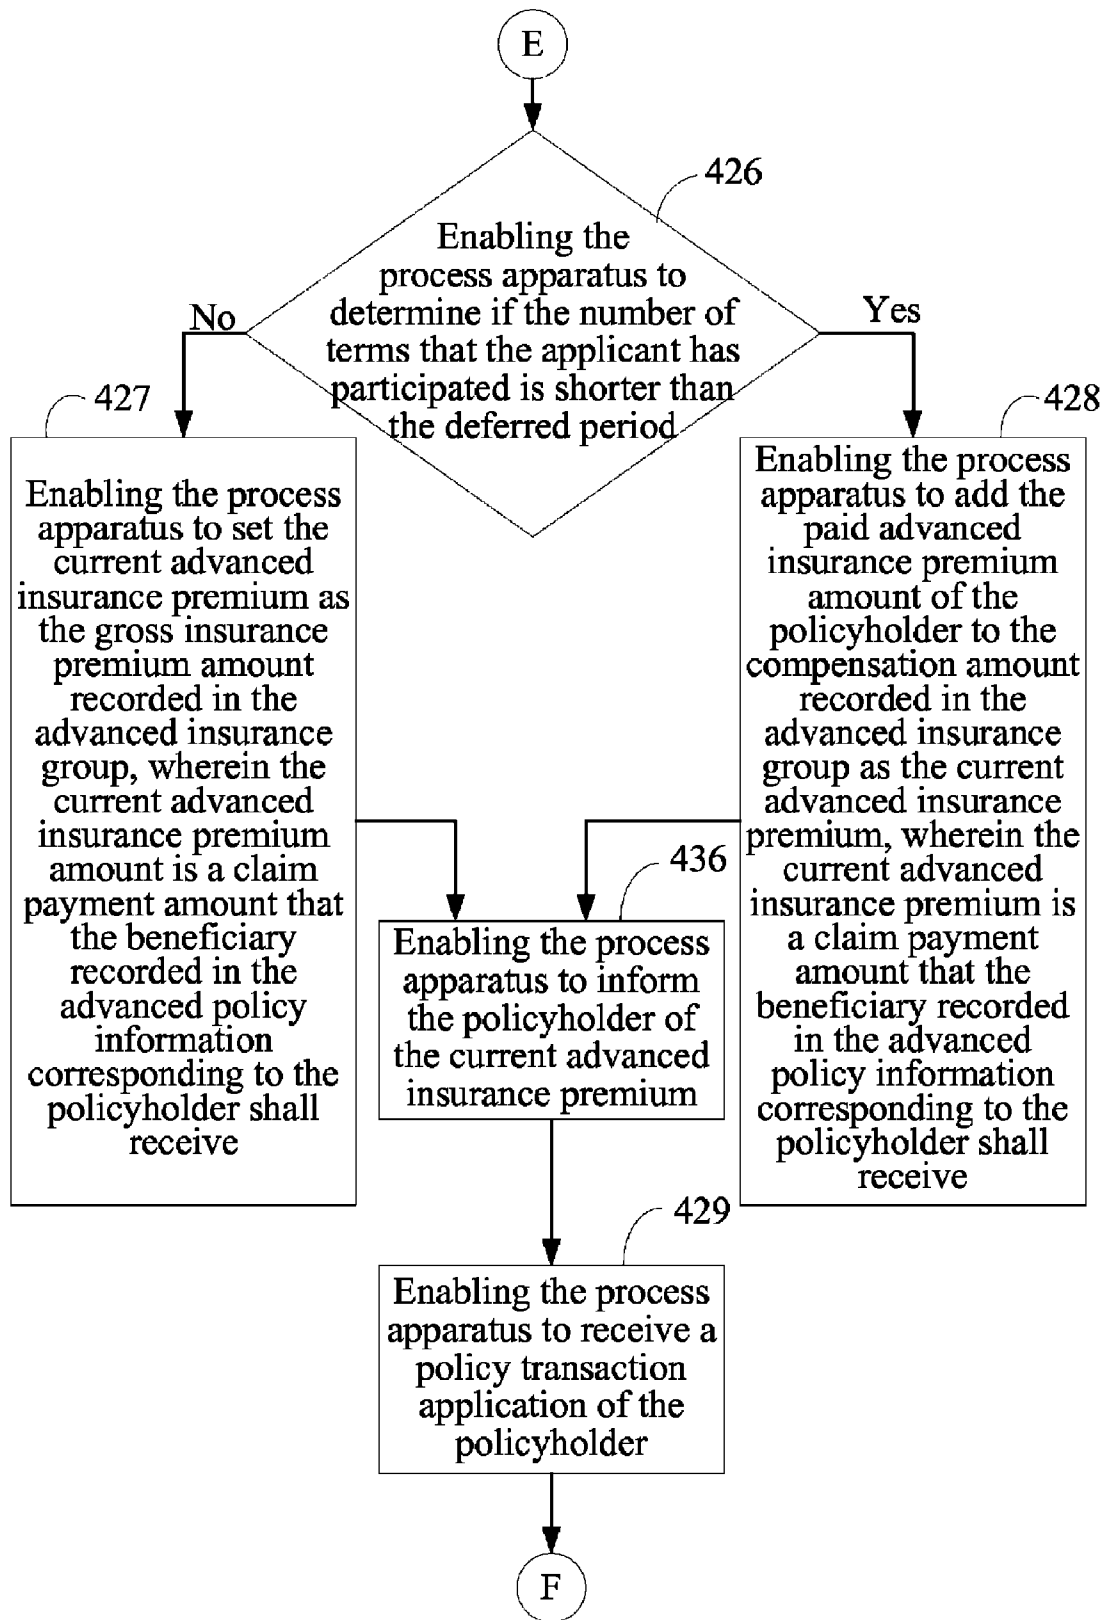 E
426
Enabling the
process apparatus to
determine if the number of
terms that the applicant has
participated is shorter than
the deferred period
No
Yes
427
Enabling the process
apparatus to set the
current advanced
insurance premium as
the gross insurance
premium amount
recorded in the
advanced insurance
group, wherein the
current advanced
insurance premium
amount is a claim
payment amount that
the beneficiary
recorded in the
advanced policy
information
corresponding to the
policyholder shall
receive
428
Enabling the process
apparatus to add the
paid advanced
insurance premium
amount of the
policyholder to the
compensation amount
recorded in the
advanced insurance
group as the current
advanced insurance
premium, wherein the
current advanced
insurance premium is
a claim payment
amount that the
beneficiary recorded
in the advanced
policy information
corresponding to the
policyholder shall
receive
436
Enabling the process
apparatus to inform
the policyholder of
the current advanced
insurance premium
429
Enabling the process
apparatus to receive a
policy transaction
application of the
policyholder
F